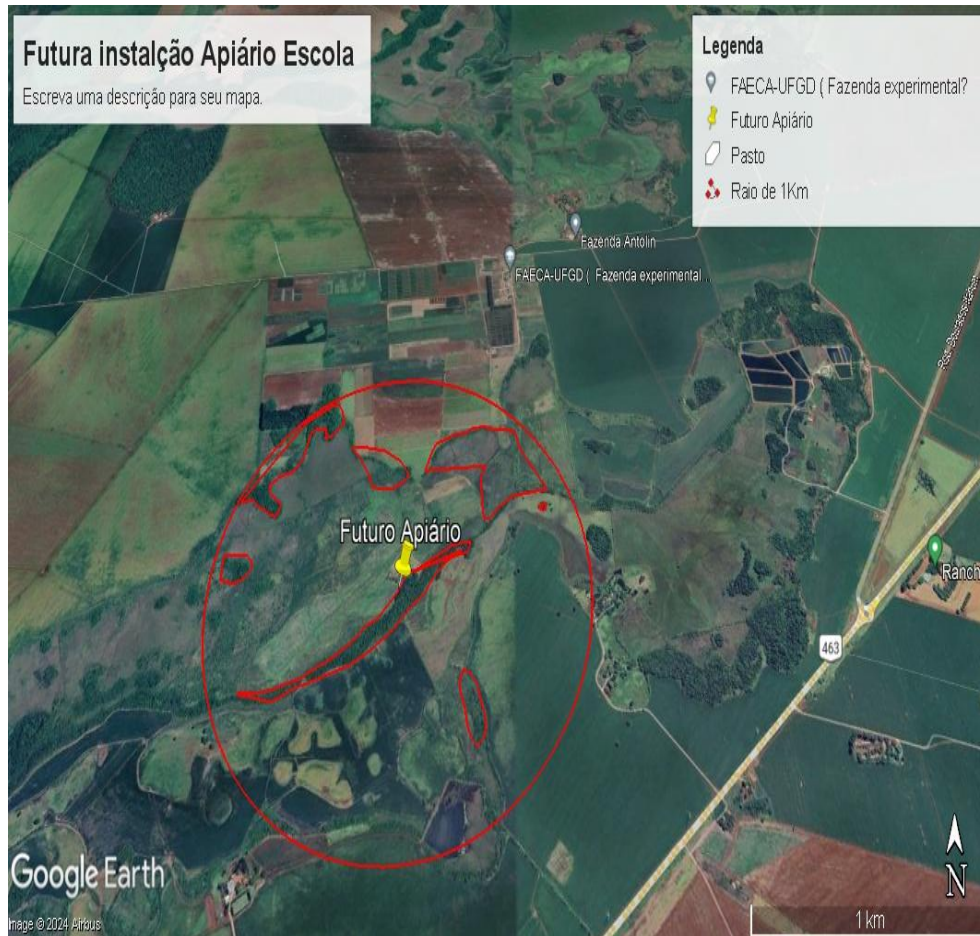 Futura instalção Apiário Escola
Escreva uma descrição para seu mapa.
Legenda
FAECA-UFGD ( Fazenda experimental?
Futuro Apiário
Pasto
Raio de 1Km
Fazenda Antolin
FAECA-UFGD ( Fazenda experimental...
Futuro Apiário
Ranch
463
Google Earth
Image © 2024 Airbus
N
1 km